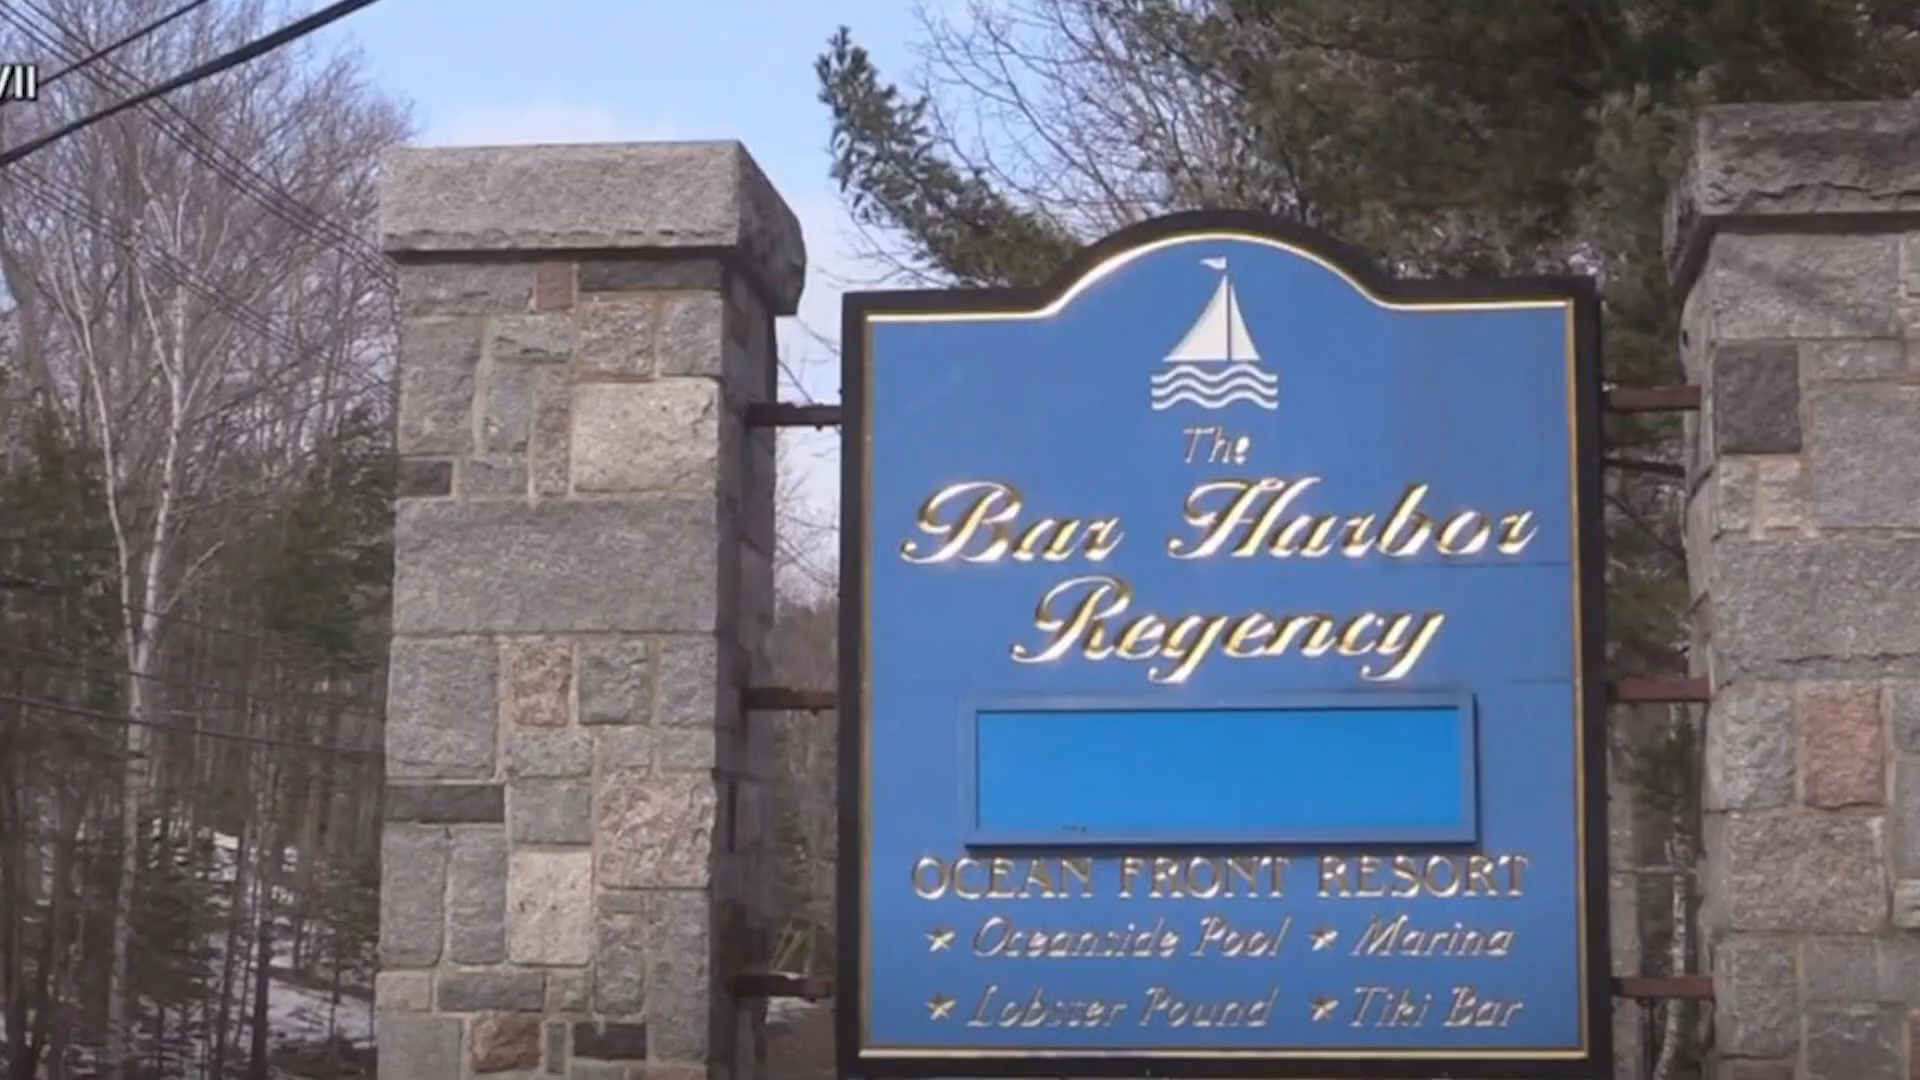 The
Bar Harbor
Regency
OCEAN FRONT RESORT
★ Oceanside Pool ★ Marina
★ Lobster Pound ★ Tiki Bar